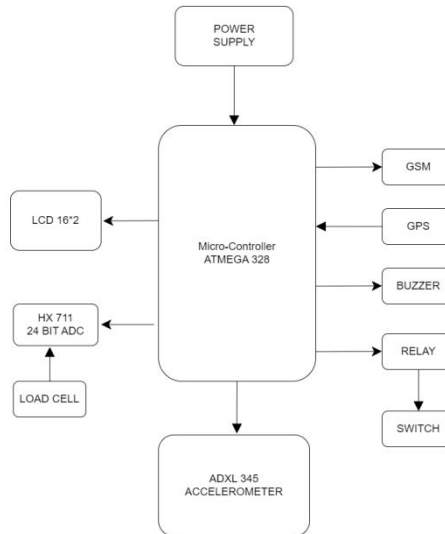 POWER
SUPPLY
GSM
LCD 16*2
GPS
Micro-Controller
ATMEGA 328
BUZZER
HX 711
24 BIT ADC
RELAY
LOAD CELL
SWITCH
ADXL 345
ACCELEROMETER